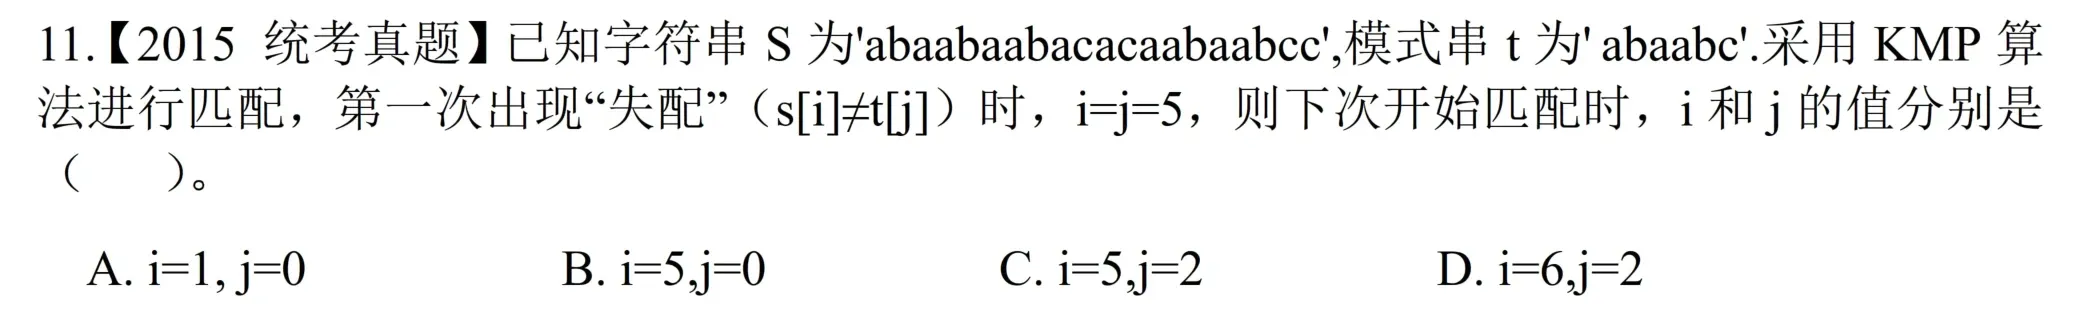 11.【2015 统考真题】已知字符串 S 为'abaabaabacacaabaabcc',模式串 t 为' abaabc'.采用 KMP 算
法进行匹配，第一次出现“失配”（s[i]≠t[j]）时，i=j=5，则下次开始匹配时，i 和 j 的值分别是
（ ）。
A. i=1, j=0 B. i=5,j=0 C. i=5,j=2 D. i=6,j=2